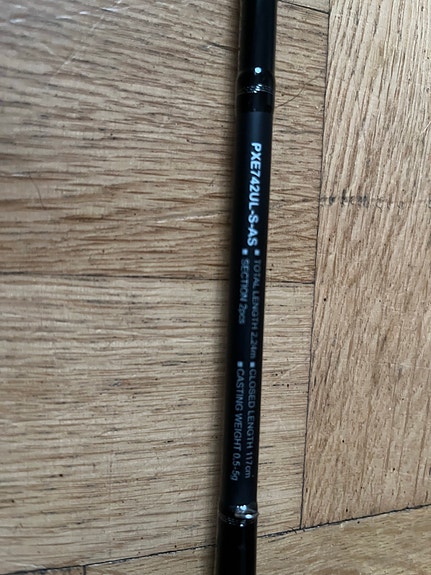 PXE742UL-S-AS
■ TOTAL LENGTH 2.24m ■ CLOSED LENGTH 117cm
■ SECTION 2pcs ■ CASTING WEIGHT 0.5-5g